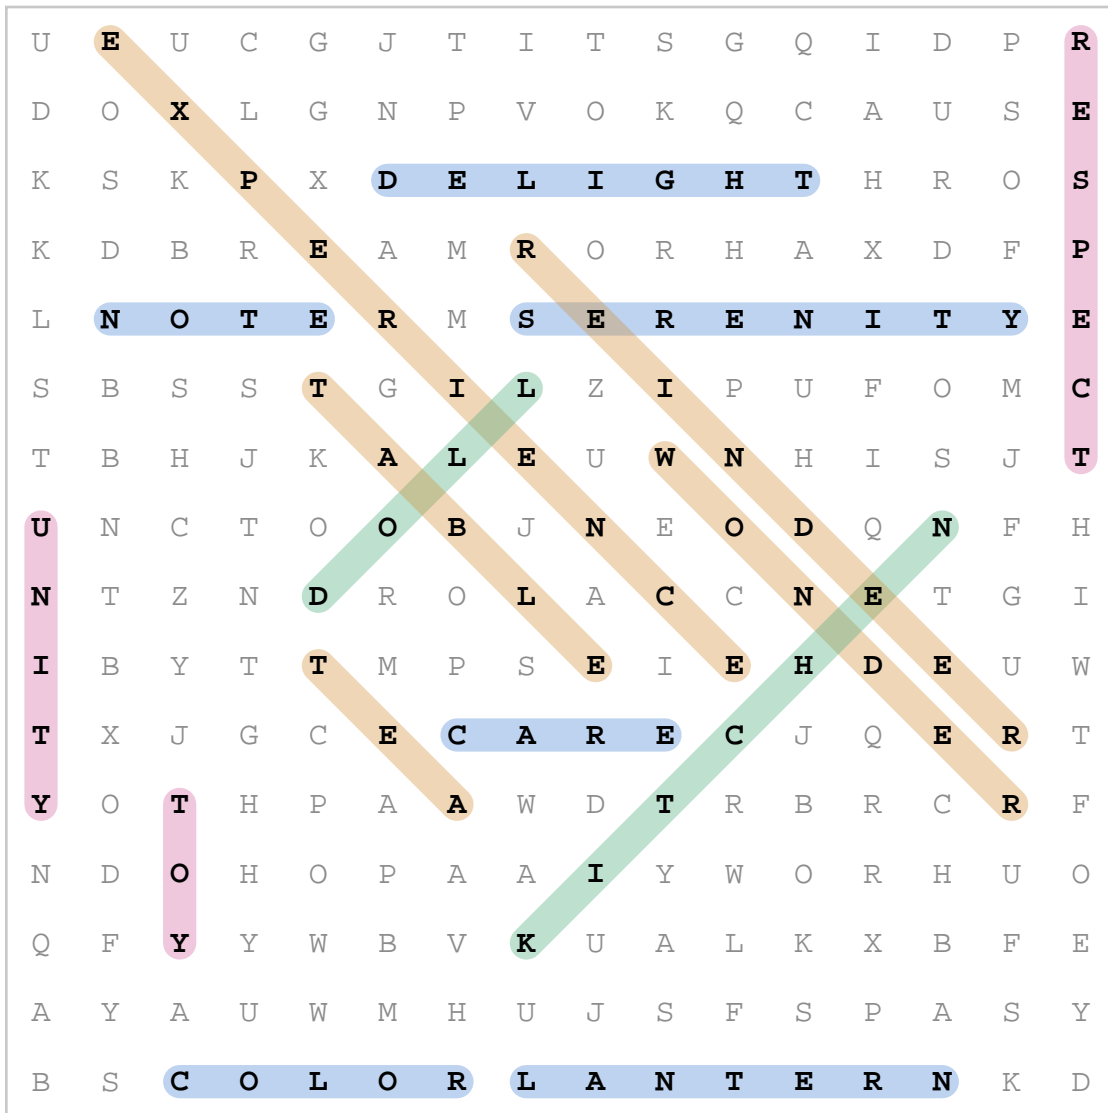 U E U C G J T I T S G Q I D P R
D O X L G N P V O K Q C A U S E
K S K P X D E L I G H T H R O S
K D B R E A M R O R H A X D F P
L N O T E R M S E R E N I T Y E
S B S S T G I L Z I P U F O M C
T B H J K A L E U W N H I S J T
U N C T O O B J N E O D Q N F H
N T Z N D R O L A C C N E T G I
I B Y T T M P S E I E H D E U W
T X J G C E C A R E C J Q E R T
Y O T H P A A W D T R B R C R F
N D O H O P A A I Y W O R H U O
Q F Y Y W B V K U A L K X B F E
A Y A U W M H U J S F S P A S Y
B S C O L O R L A N T E R N K D